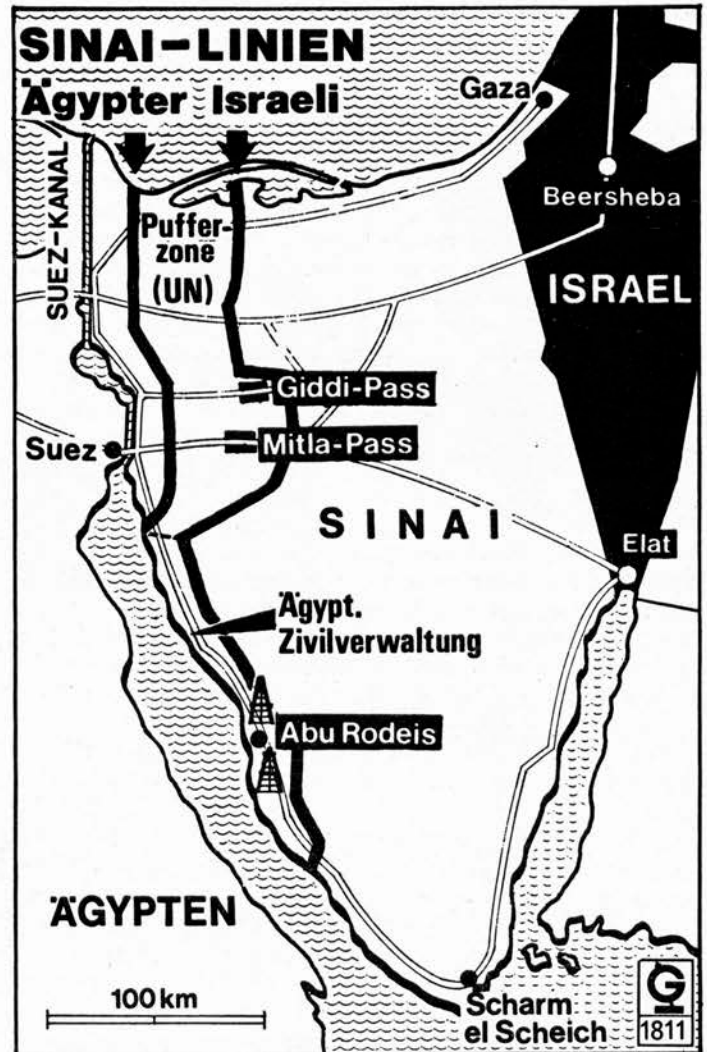 SINAI-LINIEN
Ägypter Israeli
Gaza
SUEZ-KANAL
Beersheba
Puffer-
zone
(UN)
ISRAEL
Giddi-Pass
Suez
Mitla-Pass
SINAI
Elat
Ägypt.
Zivilverwaltung
Abu Rodeis
ÄGYPTEN
100 km
Scharm
el Scheich
G
1811